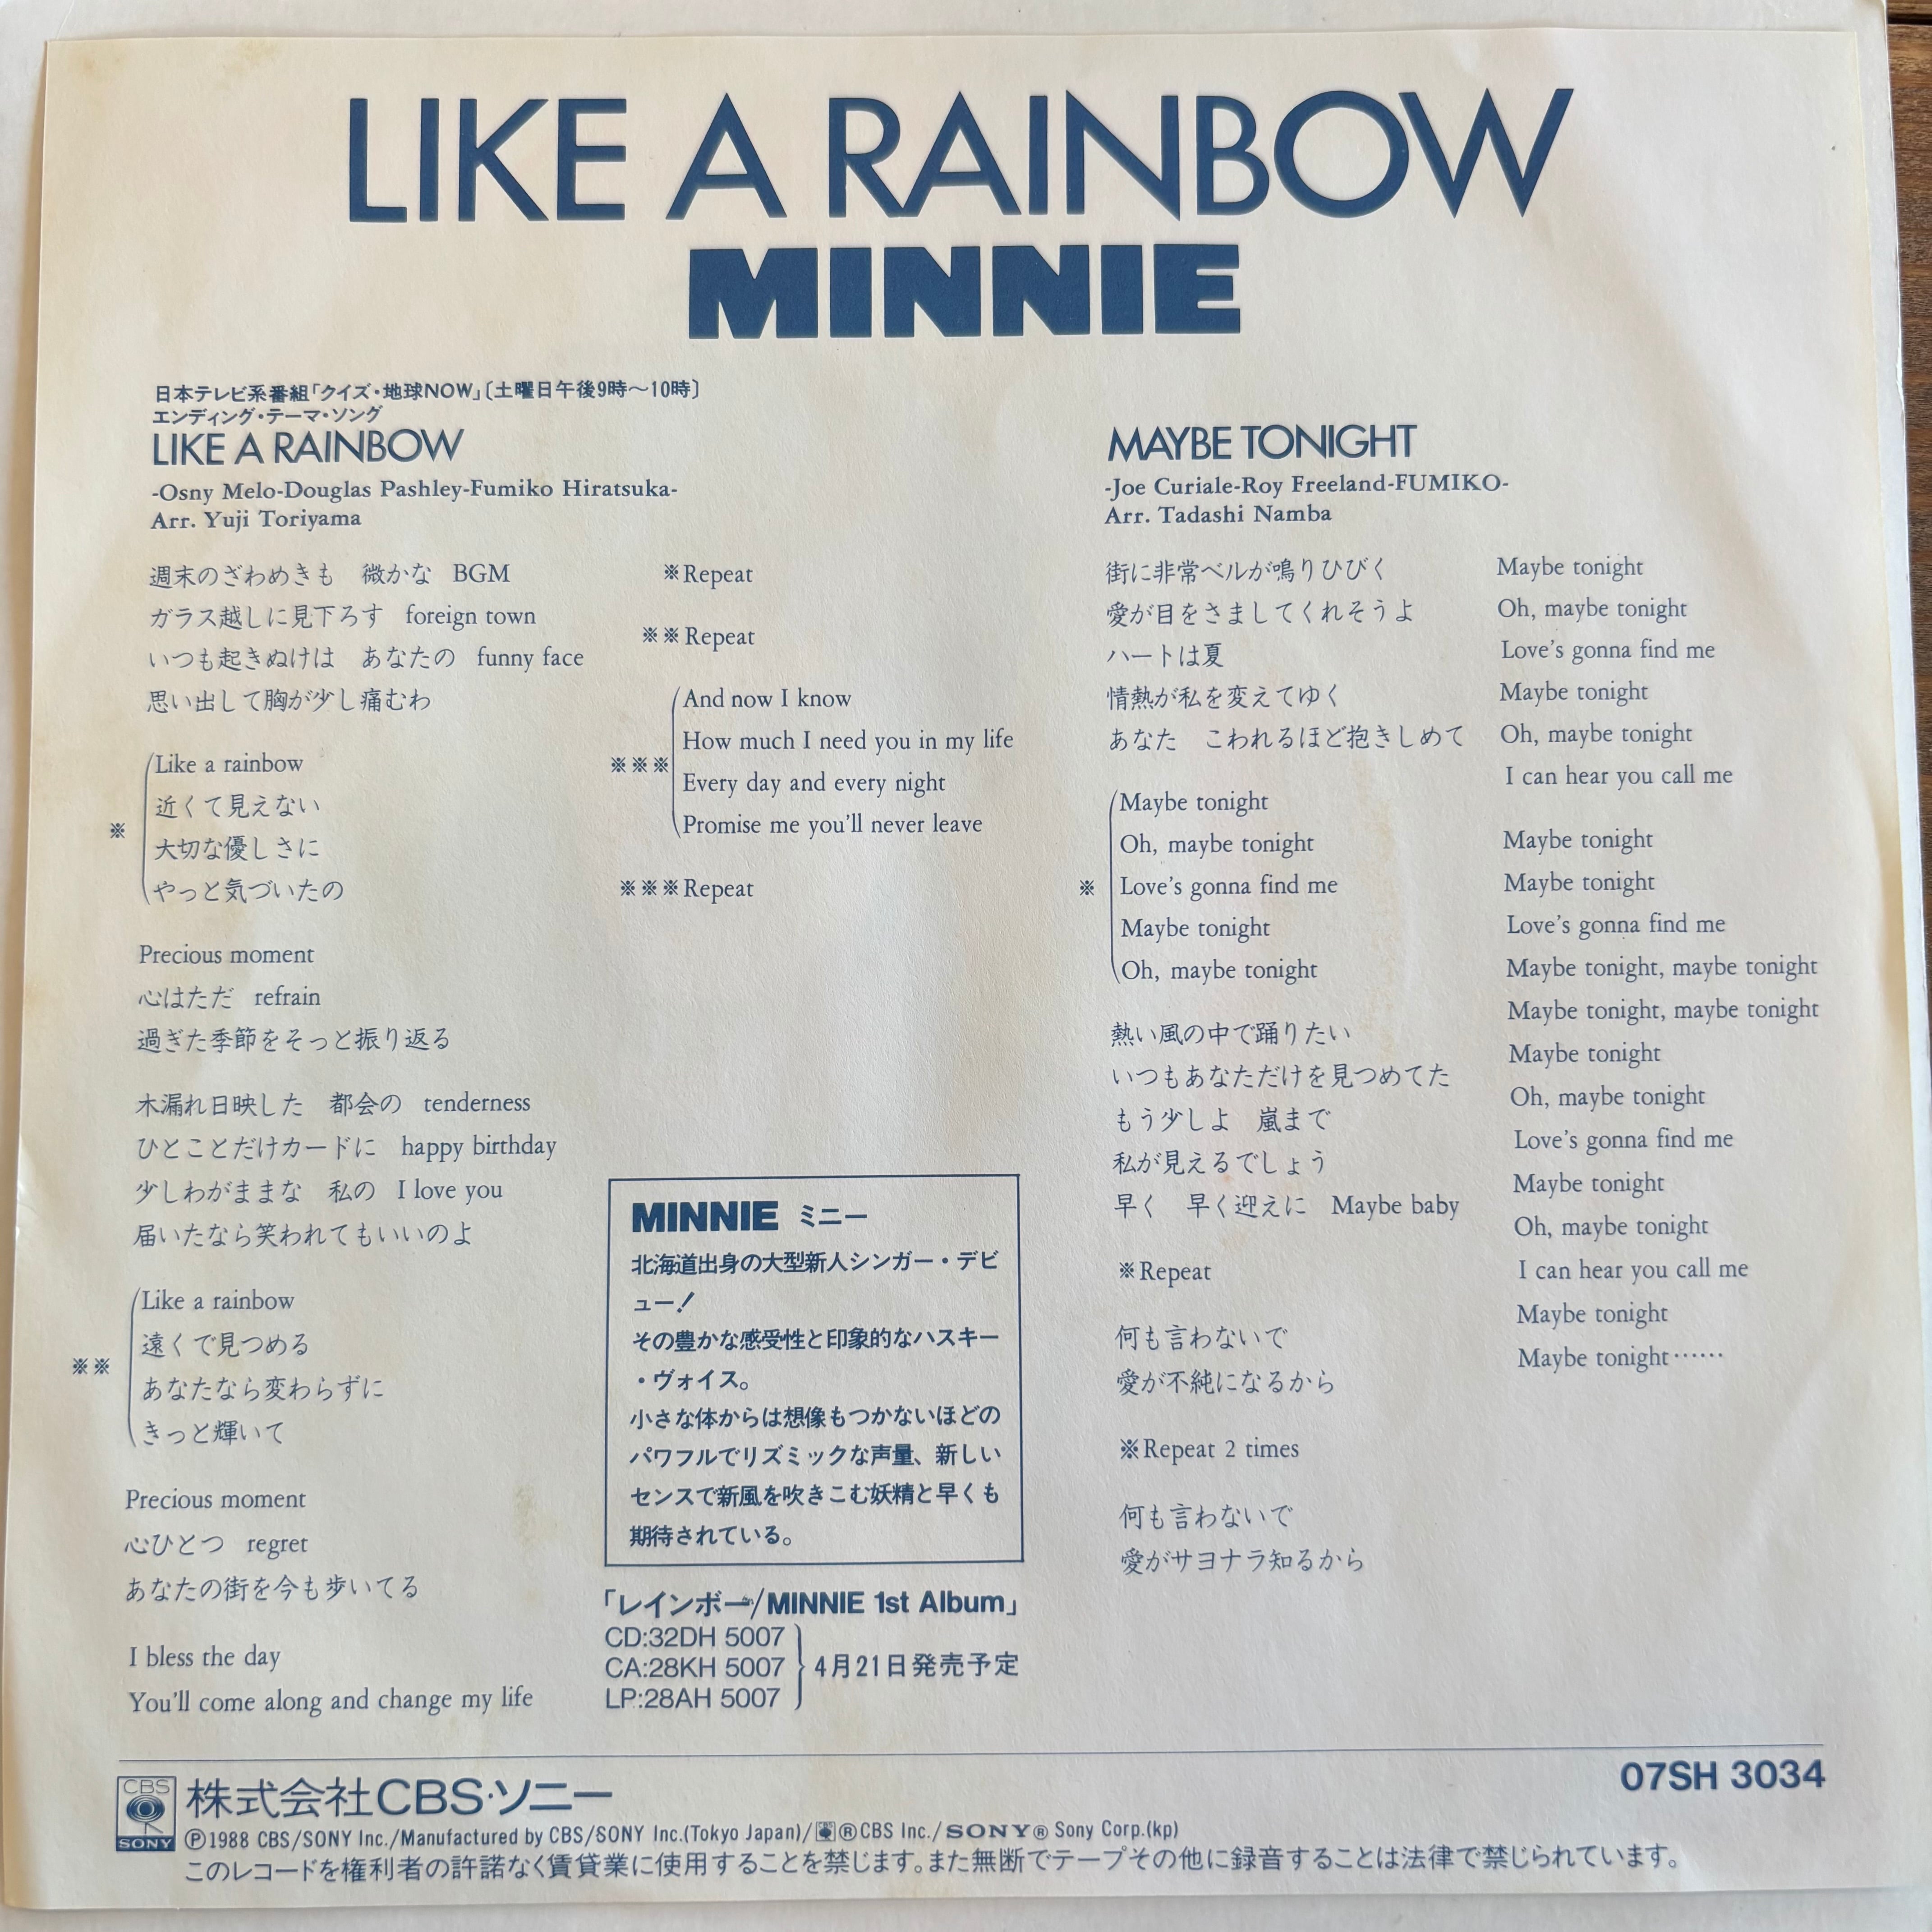 LIKE A RAINBOW
MINNIE
日本テレビ系番組「クイズ・地球NOW」〔土曜日午後9時～10時〕
エンディング・テーマ・ソング
LIKE A RAINBOW
-Osny Melo-Douglas Pashley-Fumiko Hiratsuka-
Arr. Yuji Toriyama
週末のざわめきも　微かな　BGM
ガラス越しに見下ろす　foreign town
いつも起きぬけは　あなたの　funny face
思い出して胸が少し痛むわ
※
Like a rainbow
近くて見えない
大切な優しさに
やっと気づいたの
Precious moment
心はただ　refrain
過ぎた季節をそっと振り返る
木漏れ日映した　都会の　tenderness
ひとことだけカードに　happy birthday
少しわがままな　私の　I love you
届いたなら笑われてもいいのよ
※※
Like a rainbow
遠くで見つめる
あなたなら変わらずに
きっと輝いて
Precious moment
心ひとつ　regret
あなたの街を今も歩いてる
I bless the day
You'll come along and change my life
※Repeat
※※Repeat
※※※
And now I know
How much I need you in my life
Every day and every night
Promise me you'll never leave
※※※Repeat
MINNIE ミニー
北海道出身の大型新人シンガー・デビ
ュー！
その豊かな感受性と印象的なハスキー
・ヴォイス。
小さな体からは想像もつかないほどの
パワフルでリズミックな声量、新しい
センスで新風を吹きこむ妖精と早くも
期待されている。
「レインボー/MINNIE 1st Album」
CD:32DH 5007
CA:28KH 5007
LP:28AH 5007
4月21日発売予定
MAYBE TONIGHT
-Joe Curiale-Roy Freeland-FUMIKO-
Arr. Tadashi Namba
街に非常ベルが鳴りひびく
愛が目をさましてくれそうよ
ハートは夏
情熱が私を変えてゆく
あなた　こわれるほど抱きしめて
※
Maybe tonight
Oh, maybe tonight
Love's gonna find me
Maybe tonight
Oh, maybe tonight
熱い風の中で踊りたい
いつもあなただけを見つめてた
もう少しよ　嵐まで
私が見えるでしょう
早く　早く迎えに　Maybe baby
※Repeat
何も言わないで
愛が不純になるから
※Repeat 2 times
何も言わないで
愛がサヨナラ知るから
Maybe tonight
Oh, maybe tonight
Love's gonna find me
Maybe tonight
Oh, maybe tonight
I can hear you call me
Maybe tonight
Maybe tonight
Love's gonna find me
Maybe tonight, maybe tonight
Maybe tonight, maybe tonight
Maybe tonight
Oh, maybe tonight
Love's gonna find me
Maybe tonight
Oh, maybe tonight
I can hear you call me
Maybe tonight
Maybe tonight……
07SH 3034
CBS
SONY
株式会社CBS・ソニー
Ⓟ1988 CBS/SONY Inc./Manufactured by CBS/SONY Inc.(Tokyo Japan)/®CBS Inc./SONY® Sony Corp.(kp)
このレコードを権利者の許諾なく賃貸業に使用することを禁じます。また無断でテープその他に録音することは法律で禁じられています。